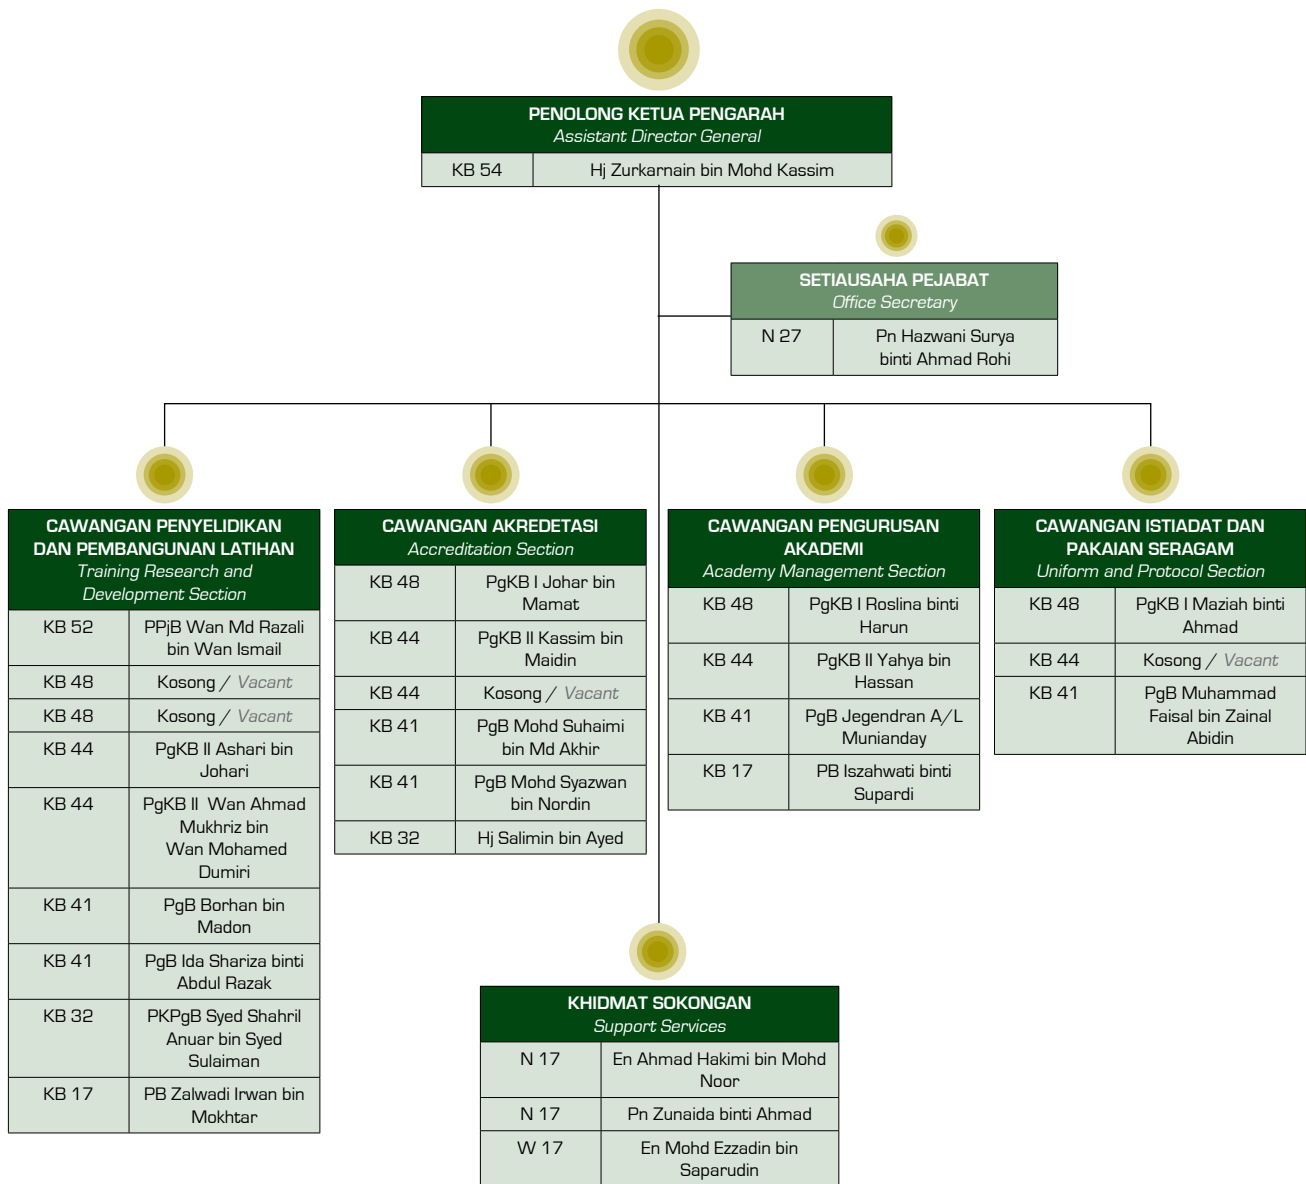 PENOLONG KETUA PENGARAH
Assistant Director General
KB 54
Hj Zurkarnain bin Mohd Kassim
SETIAUSAHA PEJABAT
Office Secretary
N 27
Pn Hazwani Surya
binti Ahmad Rohi
CAWANGAN PENYELIDIKAN
DAN PEMBANGUNAN LATIHAN
Training Research and
Development Section
KB 52
PPjB Wan Md Razali
bin Wan Ismail
KB 48
Kosong / Vacant
KB 48
Kosong / Vacant
KB 44
PgKB II Ashari bin
Johari
KB 44
PgKB II Wan Ahmad
Mukhriz bin
Wan Mohamed
Dumiri
KB 41
PgB Borhan bin
Madon
KB 41
PgB Ida Shariza binti
Abdul Razak
KB 32
PKPgB Syed Shahril
Anuar bin Syed
Sulaiman
KB 17
PB Zalwadi Irwan bin
Mokhtar
CAWANGAN AKREDETASI
Accreditation Section
KB 48
PgKB I Johar bin
Mamat
KB 44
PgKB II Kassim bin
Maidin
KB 44
Kosong / Vacant
KB 41
PgB Mohd Suhaimi
bin Md Akhir
KB 41
PgB Mohd Syazwan
bin Nordin
KB 32
Hj Salimin bin Ayed
CAWANGAN PENGURUSAN
AKADEMI
Academy Management Section
KB 48
PgKB I Roslina binti
Harun
KB 44
PgKB II Yahya bin
Hassan
KB 41
PgB Jegendran A/L
Munianday
KB 17
PB Iszahwati binti
Supardi
CAWANGAN ISTIADAT DAN
PAKAIAN SERAGAM
Uniform and Protocol Section
KB 48
PgKB I Maziah binti
Ahmad
KB 44
Kosong / Vacant
KB 41
PgB Muhammad
Faisal bin Zainal
Abidin
KHIDMAT SOKONGAN
Support Services
N 17
En Ahmad Hakimi bin Mohd
Noor
N 17
Pn Zunaida binti Ahmad
W 17
En Mohd Ezzadin bin
Saparudin